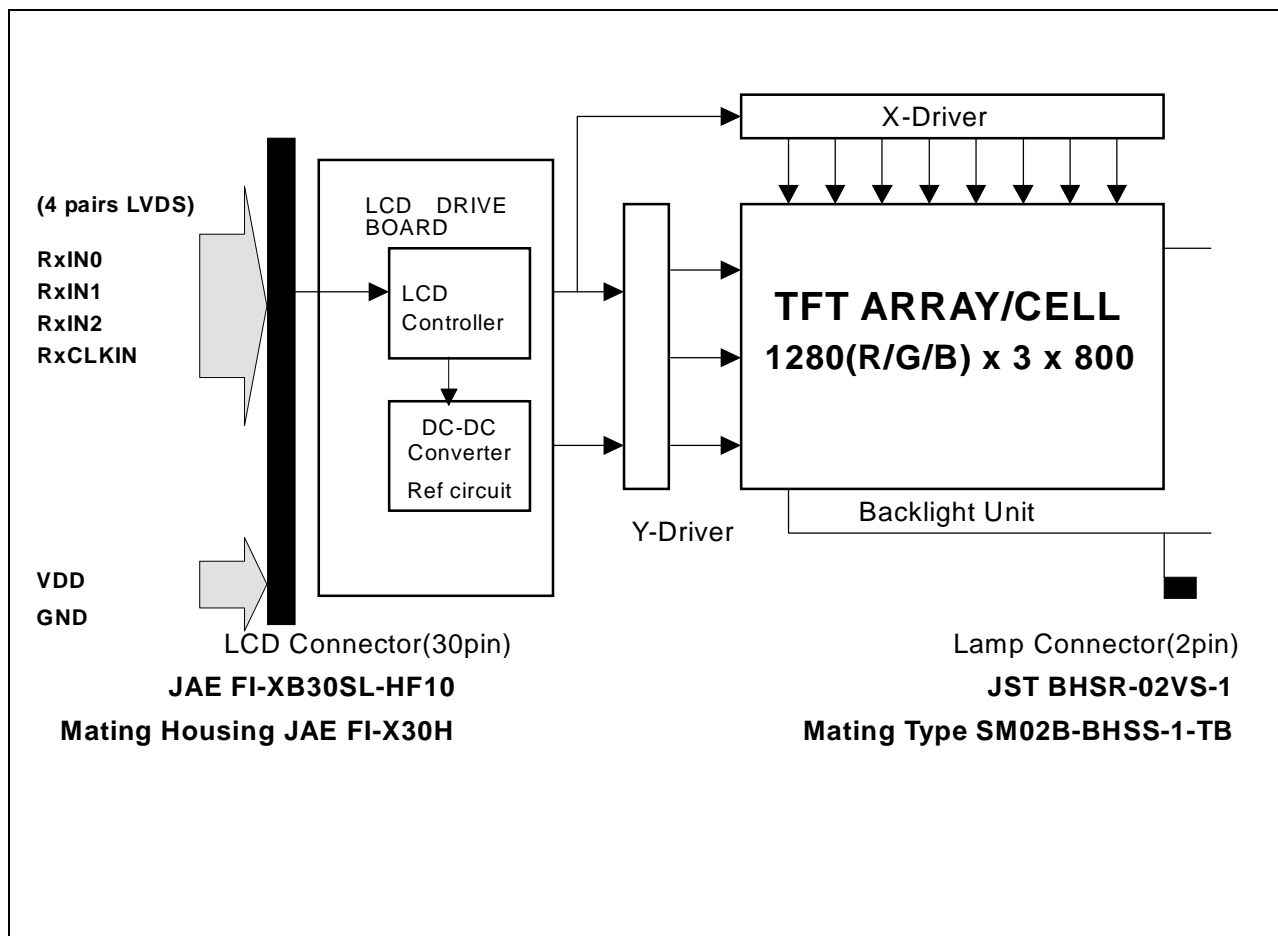 X-Driver
(4 pairs LVDS)
RxIN0
RxIN1
RxIN2
RxCLKIN
LCD DRIVE
BOARD
LCD
Controller
DC-DC
Converter
Ref circuit
TFT ARRAY/CELL
1280(R/G/B) x 3 x 800
Y-Driver
Backlight Unit
VDD
GND
LCD Connector(30pin)
JAE FI-XB30SL-HF10
Mating Housing JAE FI-X30H
Lamp Connector(2pin)
JST BHSR-02VS-1
Mating Type SM02B-BHSS-1-TB